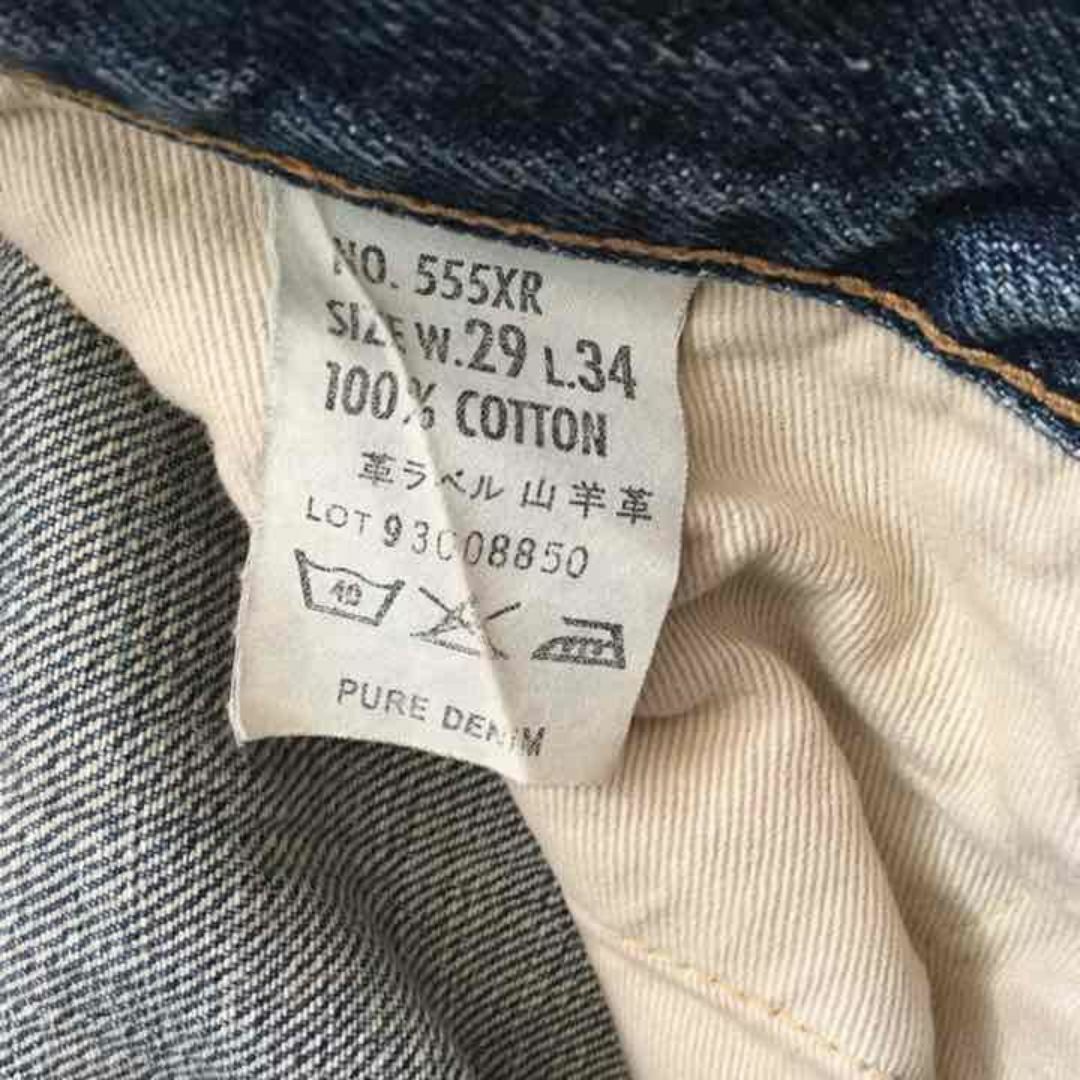 NO. 555XR
SIZE W.29 L.34
100% COTTON
革ラベル 山羊革
LOT 93008850
40
PURE DENIM